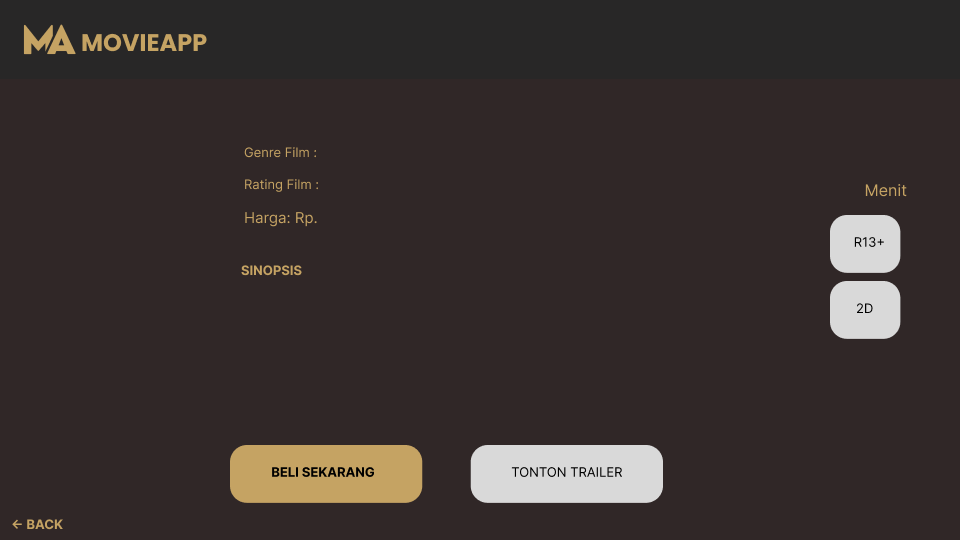 MA MOVIEAPP
Genre Film :
Rating Film :
Menit
Harga: Rp.
R13+
SINOPSIS
2D
BELI SEKARANG
TONTON TRAILER
← BACK